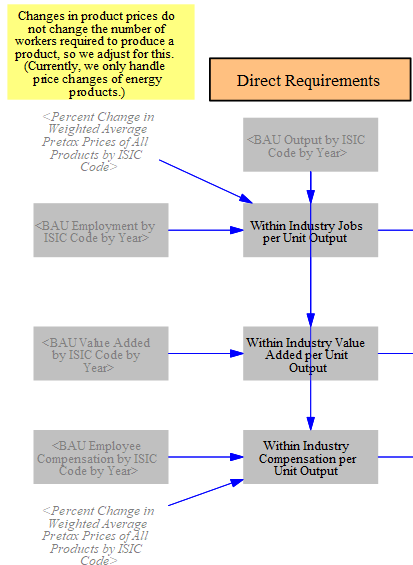 Changes in product prices do
not change the number of
workers required to produce a
product, so we adjust for this.
(Currently, we only handle
price changes of energy
products.)
Direct Requirements
<Percent Change in
Weighted Average
Pretax Prices of All
Products by ISIC
Code>
<BAU Output by ISIC
Code by Year>
<BAU Employment by
ISIC Code by Year>
Within Industry Jobs
per Unit Output
<BAU Value Added
by ISIC Code by
Year>
Within Industry Value
Added per Unit
Output
<BAU Employee
Compensation by ISIC
Code by Year>
Within Industry
Compensation per
Unit Output
<Percent Change in
Weighted Average
Pretax Prices of All
Products by ISIC
Code>